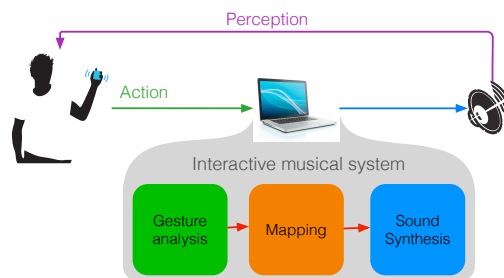 Perception
Action
Interactive musical system
Gesture
analysis
Mapping
Sound
Synthesis